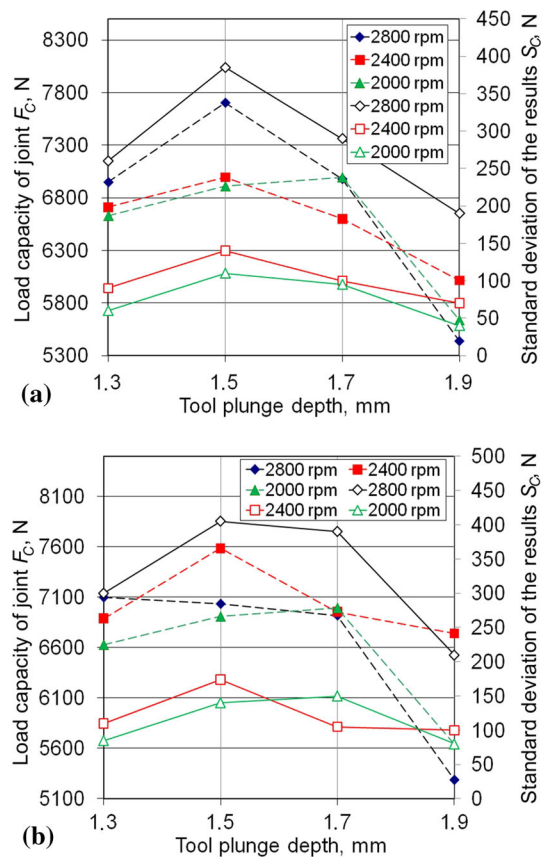 8300
7800
7300
6800
6300
5800
5300
Load capacity of joint FC, N
450
400
350
300
250
200
150
100
50
0
Standard deviation of the results SC, N
2800 rpm
2400 rpm
2000 rpm
2800 rpm
2400 rpm
2000 rpm
1.3 1.5 1.7 1.9
Tool plunge depth, mm
(a)
8100
7600
7100
6600
6100
5600
5100
Load capacity of joint FC, N
500
450
400
350
300
250
200
150
100
50
0
Standard deviation of the results SC, N
2800 rpm 2400 rpm
2000 rpm 2800 rpm
2400 rpm 2000 rpm
1.3 1.5 1.7 1.9
Tool plunge depth, mm
(b)